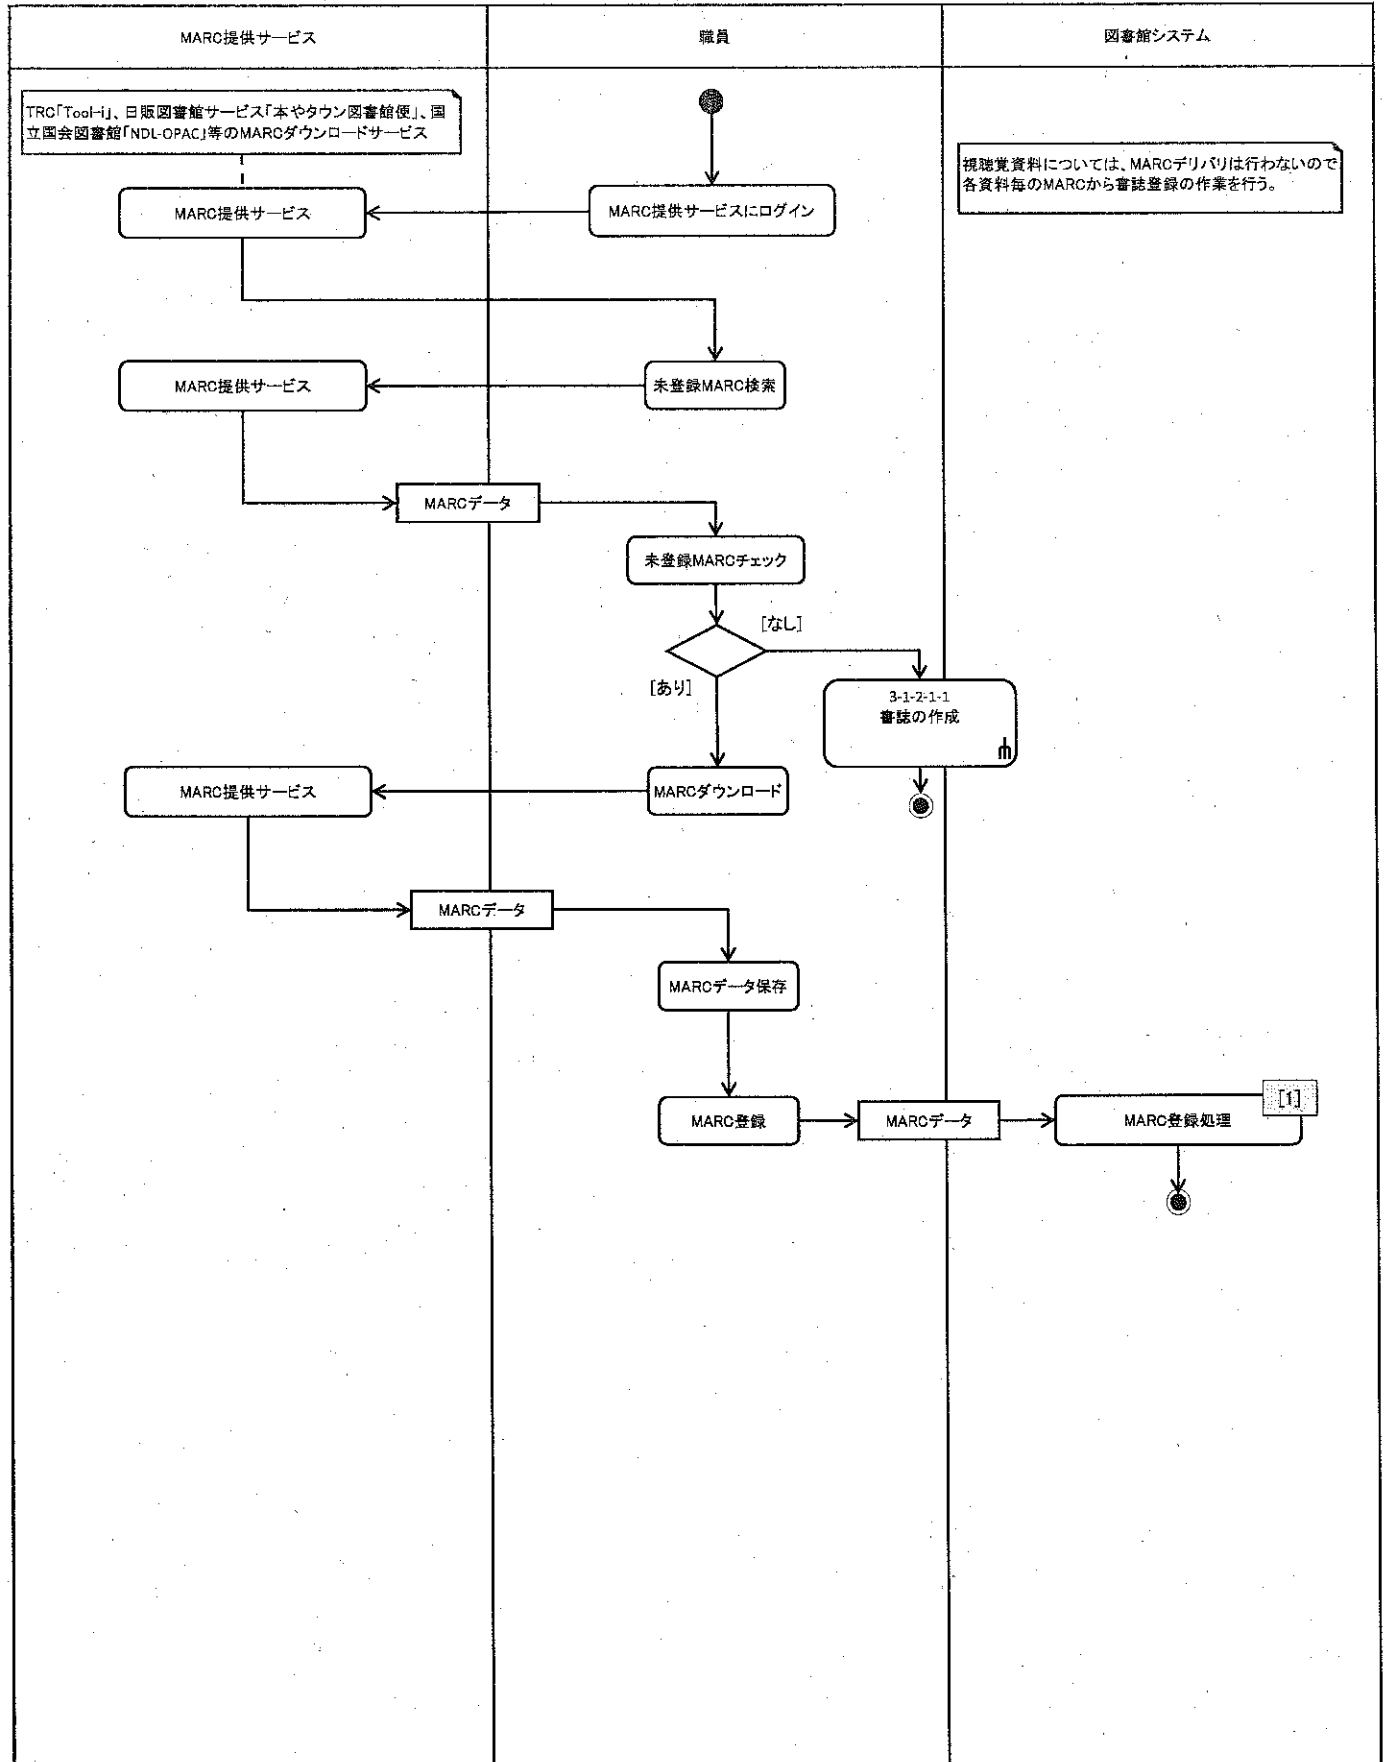 MARC提供サービス
職員
図書館システム
TRC「Tool-i」、日販図書館サービス「本やタウン図書館便」、国
立国会図書館「NDL-OPAC」等のMARCダウンロードサービス
視聴覚資料については、MARCデリバリは行わないので
各資料毎のMARCから書誌登録の作業を行う。
MARC提供サービス
MARC提供サービスにログイン
MARC提供サービス
未登録MARC検索
MARCデータ
未登録MARCチェック
[なし]
[あり]
3-1-2-1-1
書誌の作成
MARC提供サービス
MARCダウンロード
MARCデータ
MARCデータ保存
MARC登録
MARCデータ
MARC登録処理
[1]